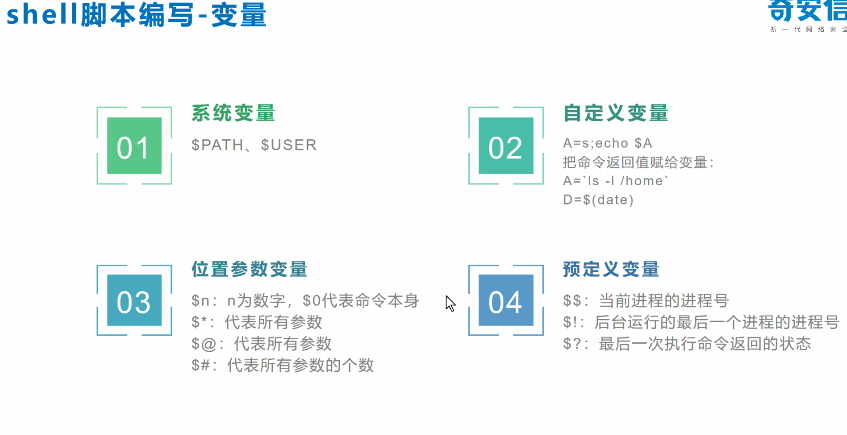 shell脚本编写-变量
奇安信
新一代网络安全
01
系统变量
$PATH、$USER
02
自定义变量
A=s;echo $A
把命令返回值赋给变量：
A=`ls -l /home`
D=$(date)
03
位置参数变量
$n：n为数字，$0代表命令本身
$*：代表所有参数
$@：代表所有参数
$#：代表所有参数的个数
04
预定义变量
$$：当前进程的进程号
$!：后台运行的最后一个进程的进程号
$?：最后一次执行命令返回的状态